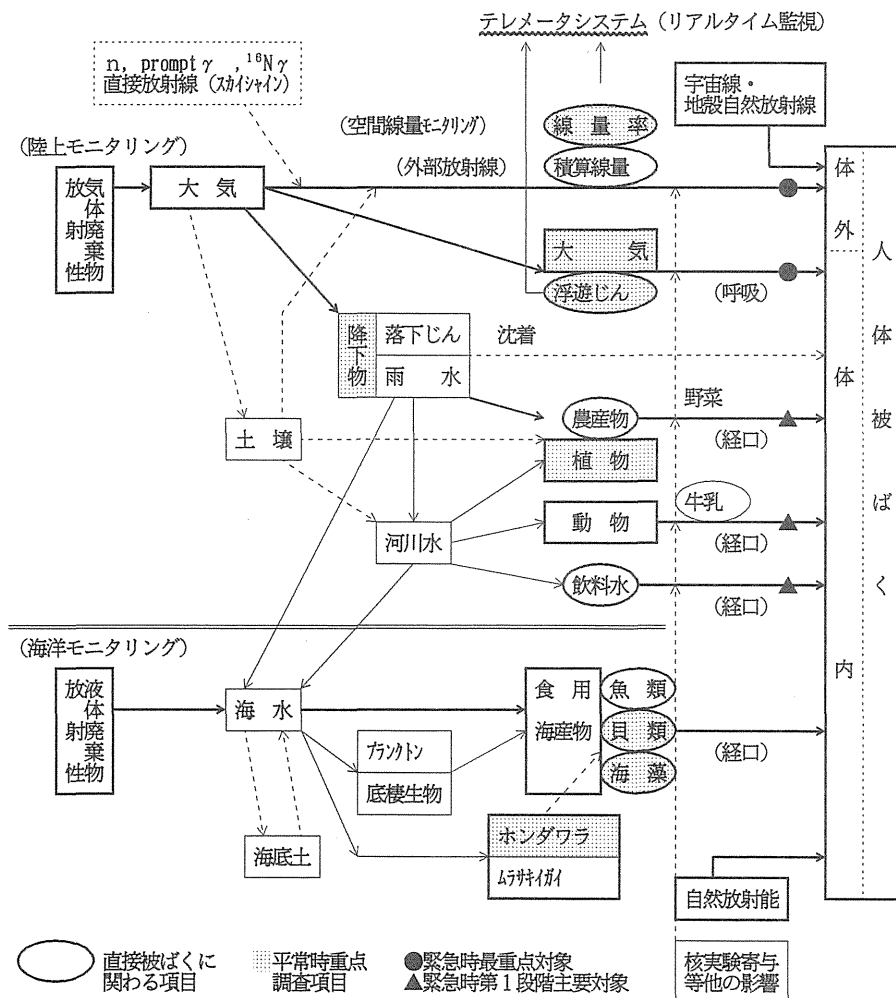 テレメータシステム（リアルタイム監視）
n, prompt γ , ¹⁶Nγ
直接放射線（スカイシャイン）
宇宙線・
地殻自然放射線
（空間線量モニタリング）
線量率
（陸上モニタリング）
（外部放射線）
積算線量
放射性
気体廃棄物
大気
体外
大気
浮遊じん
（呼吸）
人体被ばく
降下物
落下じん
雨水
沈着
体内
野菜
農産物
（経口）
土壌
植物
牛乳
河川水
動物
（経口）
飲料水
（経口）
（海洋モニタリング）
放射性
液体廃棄物
海水
食用
海産物
魚類
貝類
海藻
（経口）
プランクトン
底棲生物
海底土
ホンダワラ
ムラサキイガイ
自然放射能
直接被ばくに
関わる項目
平常時重点
調査項目
●緊急時最重点対象
▲緊急時第１段階主要対象
核実験寄与
等他の影響